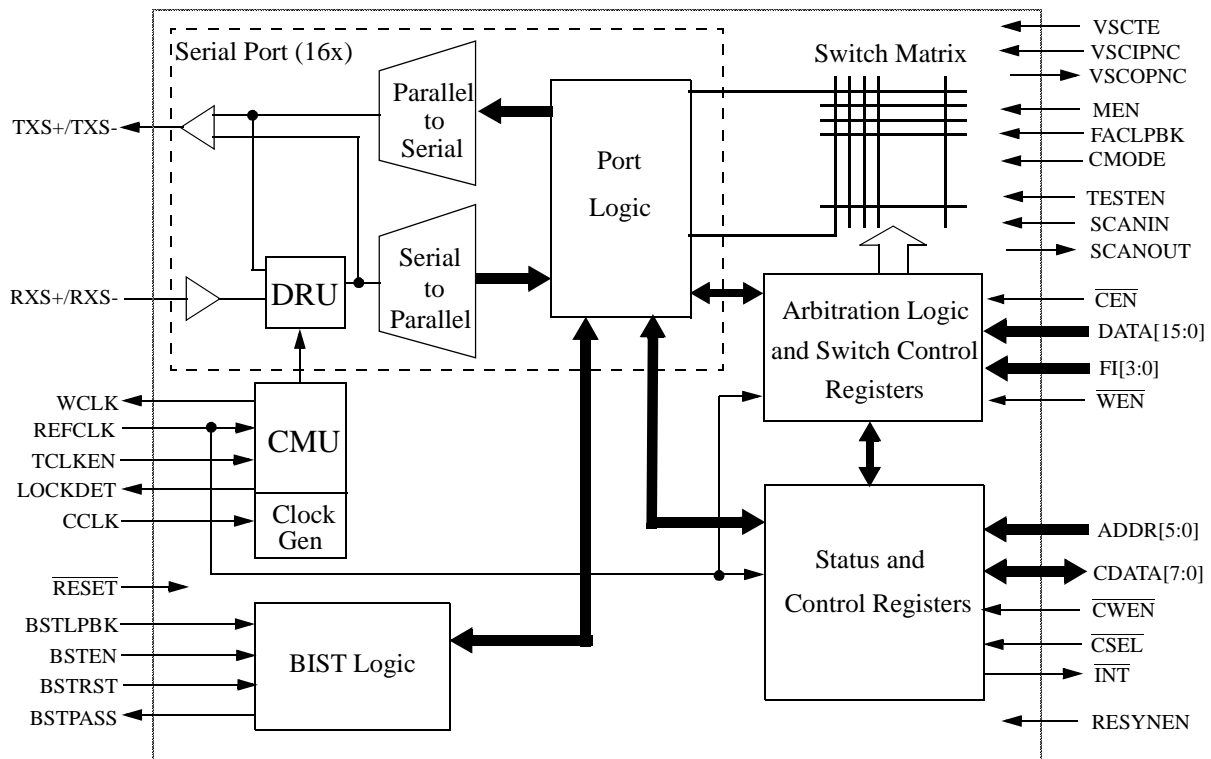 Serial Port (16x)
Parallel
to
Serial
Serial
to
Parallel
DRU
Port
Logic
Switch Matrix
Arbitration Logic
and Switch Control
Registers
Status and
Control Registers
CMU
Clock
Gen
BIST Logic
TXS+/TXS-
RXS+/RXS-
WCLK
REFCLK
TCLKEN
LOCKDET
CCLK
RESET
BSTLPBK
BSTEN
BSTRST
BSTPASS
VSCTE
VSCIPNC
VSCOPNC
MEN
FACLPBK
CMODE
TESTEN
SCANIN
SCANOUT
CEN
DATA[15:0]
FI[3:0]
WEN
ADDR[5:0]
CDATA[7:0]
CWEN
CSEL
INT
RESYNEN